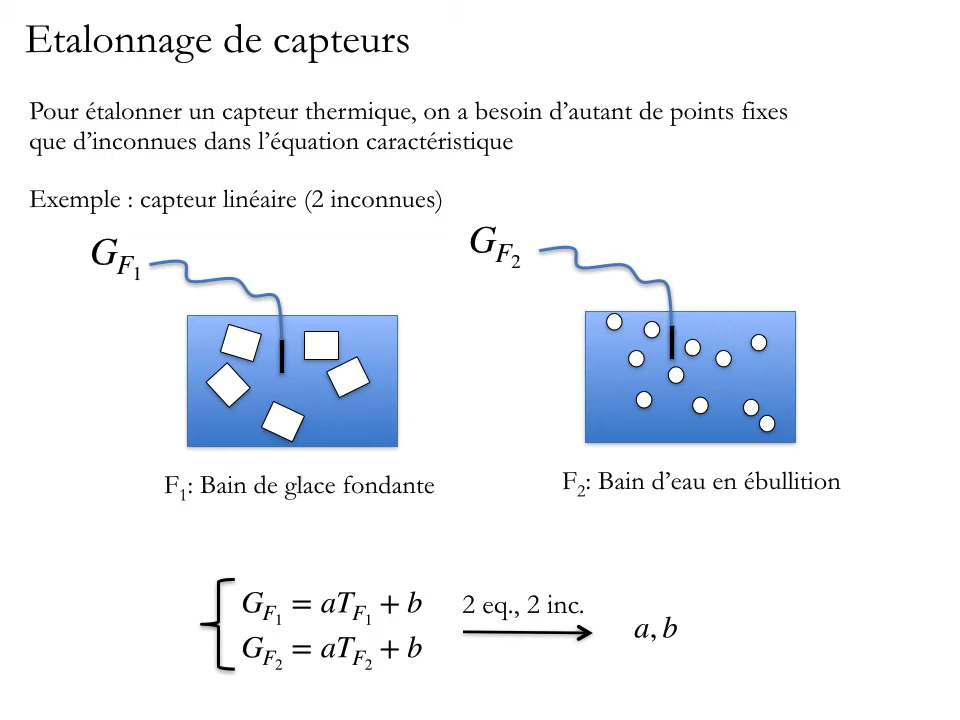 Etalonnage de capteurs
Pour étalonner un capteur thermique, on a besoin d’autant de points fixes
que d’inconnues dans l’équation caractéristique
Exemple : capteur linéaire (2 inconnues)
G_{F_1}
G_{F_2}
F_1: Bain de glace fondante
F_2: Bain d’eau en ébullition
G_{F_1} = aT_{F_1} + b
G_{F_2} = aT_{F_2} + b
2 eq., 2 inc.
a, b